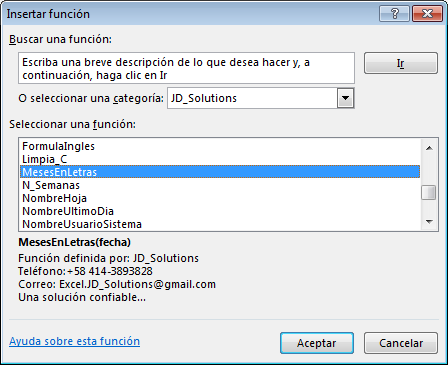 Insertar función
Buscar una función:
Escriba una breve descripción de lo que desea hacer y, a
continuación, haga clic en Ir
Ir
O seleccionar una categoría: JD_Solutions
Seleccionar una función:
FormulaIngles
Limpia_C
MesesEnLetras
N_Semanas
NombreHoja
NombreUltimoDia
NombreUsuarioSistema
MesesEnLetras(fecha)
Función definida por: JD_Solutions
Teléfono:+58 414-3893828
Correo: Excel.JD_Solutions@gmail.com
Una solución confiable...
Ayuda sobre esta función
Aceptar
Cancelar